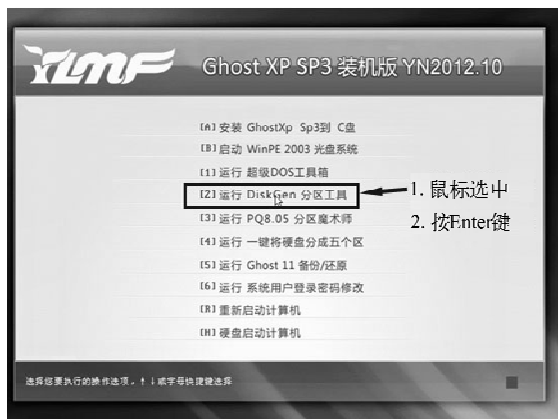 YLMF
Ghost XP SP3 装机版 YN2012.10
[A] 安装 GhostXp Sp3到 C盘
[B] 启动 WinPE 2003 光盘系统
[1] 运行 超级DOS工具箱
[2] 运行 DiskGen 分区工具
1. 鼠标选中
2. 按Enter键
[3] 运行 PQ8.05 分区魔术师
[4] 运行 一键将硬盘分成五个区
[5] 运行 Ghost 11 备份/还原
[6] 运行 系统用户登录密码修改
[R] 重新启动计算机
[H] 硬盘启动计算机
选择您要执行的操作选项，↑↓或字母快捷键选择